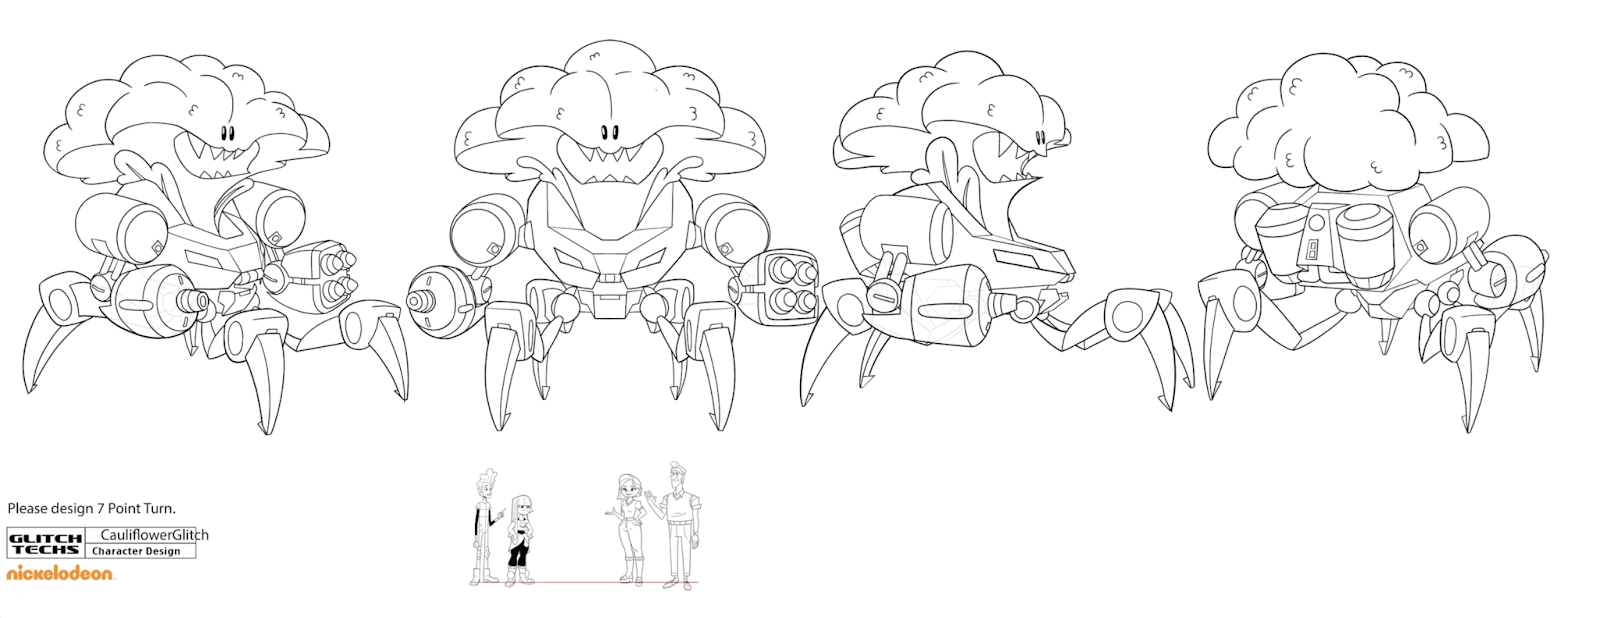 Please design 7 Point Turn.
GLITCH TECHS
CauliflowerGlitch
Character Design
nickelodeon